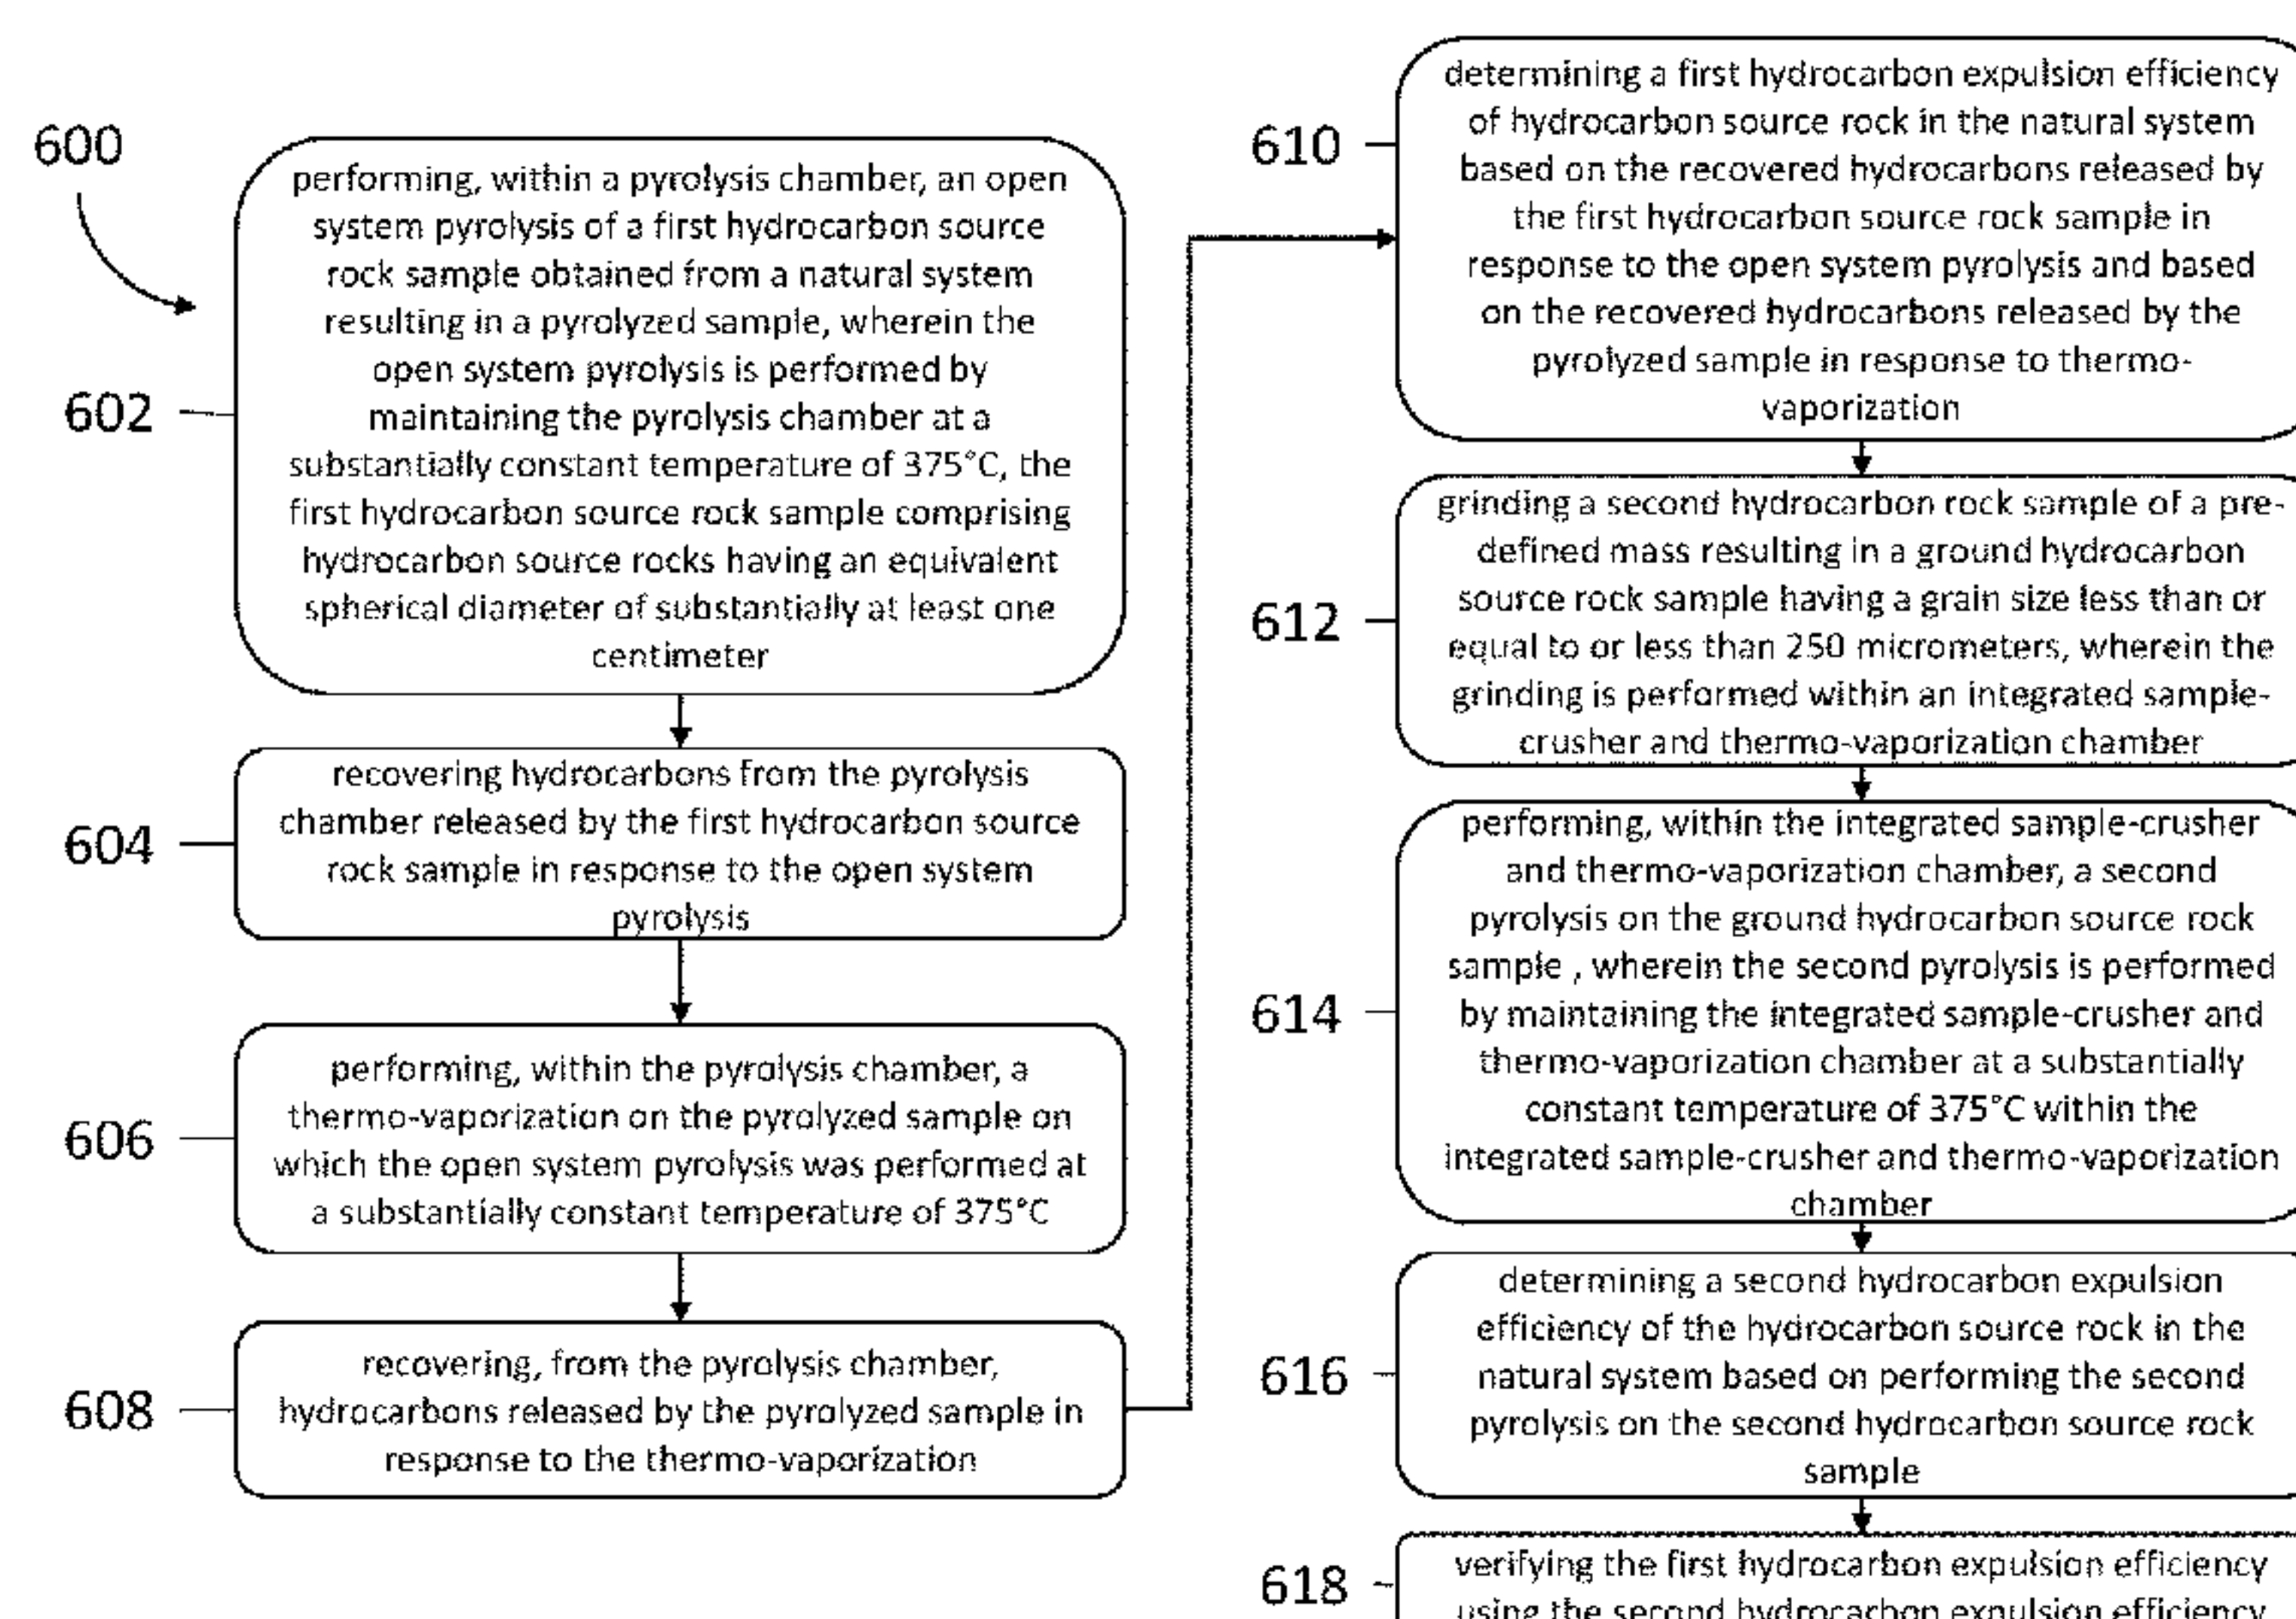 600
602
performing, within a pyrolysis chamber, an open
system pyrolysis of a first hydrocarbon source
rock sample obtained from a natural system
resulting in a pyrolyzed sample, wherein the
open system pyrolysis is performed by
maintaining the pyrolysis chamber at a
substantially constant temperature of 375°C, the
first hydrocarbon source rock sample comprising
hydrocarbon source rocks having an equivalent
spherical diameter of substantially at least one
centimeter
604
recovering hydrocarbons from the pyrolysis
chamber released by the first hydrocarbon source
rock sample in response to the open system
pyrolysis
606
performing, within the pyrolysis chamber, a
thermo-vaporization on the pyrolyzed sample on
which the open system pyrolysis was performed at
a substantially constant temperature of 375°C
608
recovering, from the pyrolysis chamber,
hydrocarbons released by the pyrolyzed sample in
response to the thermo-vaporization
610
determining a first hydrocarbon expulsion efficiency
of hydrocarbon source rock in the natural system
based on the recovered hydrocarbons released by
the first hydrocarbon source rock sample in
response to the open system pyrolysis and based
on the recovered hydrocarbons released by the
pyrolyzed sample in response to thermo-
vaporization
612
grinding a second hydrocarbon rock sample of a pre-
defined mass resulting in a ground hydrocarbon
source rock sample having a grain size less than or
equal to or less than 250 micrometers, wherein the
grinding is performed within an integrated sample-
crusher and thermo-vaporization chamber
614
performing, within the integrated sample-crusher
and thermo-vaporization chamber, a second
pyrolysis on the ground hydrocarbon source rock
sample , wherein the second pyrolysis is performed
by maintaining the integrated sample-crusher and
thermo-vaporization chamber at a substantially
constant temperature of 375°C within the
integrated sample-crusher and thermo-vaporization
chamber
616
determining a second hydrocarbon expulsion
efficiency of the hydrocarbon source rock in the
natural system based on performing the second
pyrolysis on the second hydrocarbon source rock
sample
618
verifying the first hydrocarbon expulsion efficiency
using the second hydrocarbon expulsion efficiency